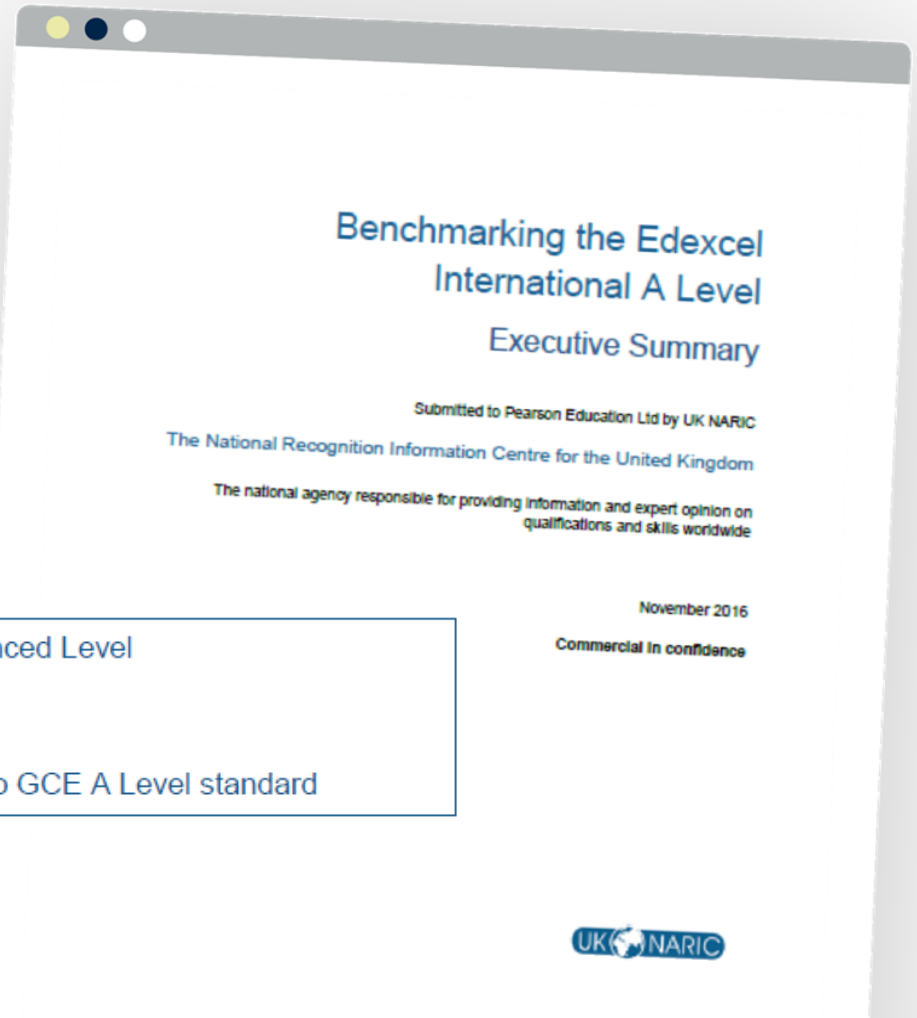 Benchmarking the Edexcel
International A Level
Executive Summary
Submitted to Pearson Education Ltd by UK NARIC
The National Recognition Information Centre for the United Kingdom
The national agency responsible for providing information and expert opinion on
qualifications and skills worldwide
November 2016
Commercial in confidence
Level
GCE A Level standard
UK NARIC